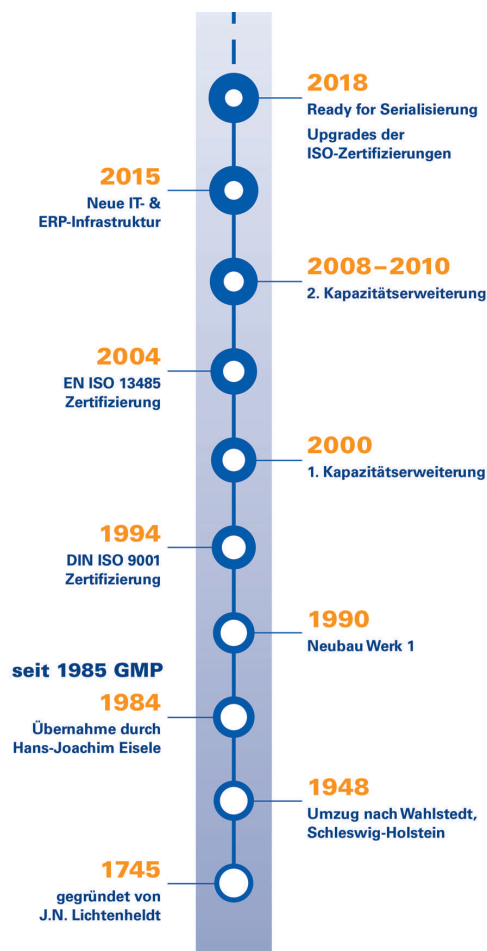 2018
Ready for Serialisierung
Upgrades der
ISO-Zertifizierungen
2015
Neue IT- &
ERP-Infrastruktur
2008–2010
2. Kapazitätserweiterung
2004
EN ISO 13485
Zertifizierung
2000
1. Kapazitätserweiterung
1994
DIN ISO 9001
Zertifizierung
1990
Neubau Werk 1
seit 1985 GMP
1984
Übernahme durch
Hans-Joachim Eisele
1948
Umzug nach Wahlstedt,
Schleswig-Holstein
1745
gegründet von
J.N. Lichtenheldt